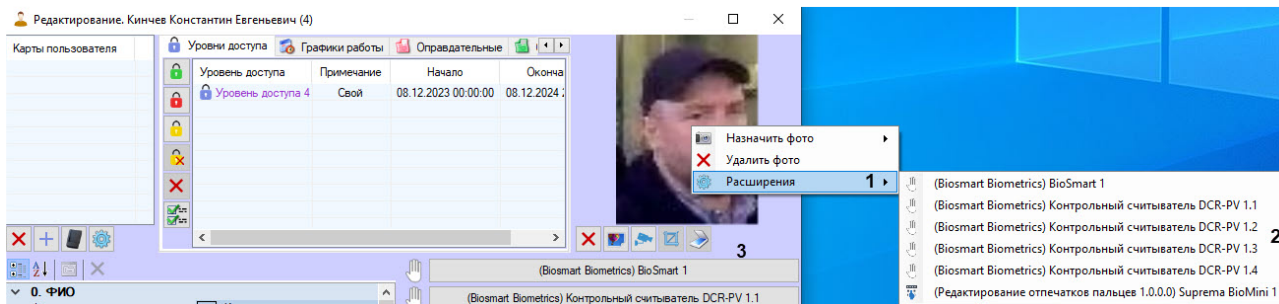 Редактирование. Кинчев Константин Евгеньевич (4)
Карты пользователя
Уровни доступа Графики работы Оправдательные
Уровень доступа Примечание Начало Оконча
Уровень доступа 4 Свой 08.12.2023 00:00:00 08.12.2024
Назначить фото
Удалить фото
Расширения 1
(Biosmart Biometrics) BioSmart 1
(Biosmart Biometrics) Контрольный считыватель DCR-PV 1.1
(Biosmart Biometrics) Контрольный считыватель DCR-PV 1.2
2
(Biosmart Biometrics) Контрольный считыватель DCR-PV 1.3
(Biosmart Biometrics) Контрольный считыватель DCR-PV 1.4
(Редактирование отпечатков пальцев 1.0.0.0) Suprema BioMini 1
3
(Biosmart Biometrics) BioSmart 1
0. ФИО
(Biosmart Biometrics) Контрольный считыватель DCR-PV 1.1